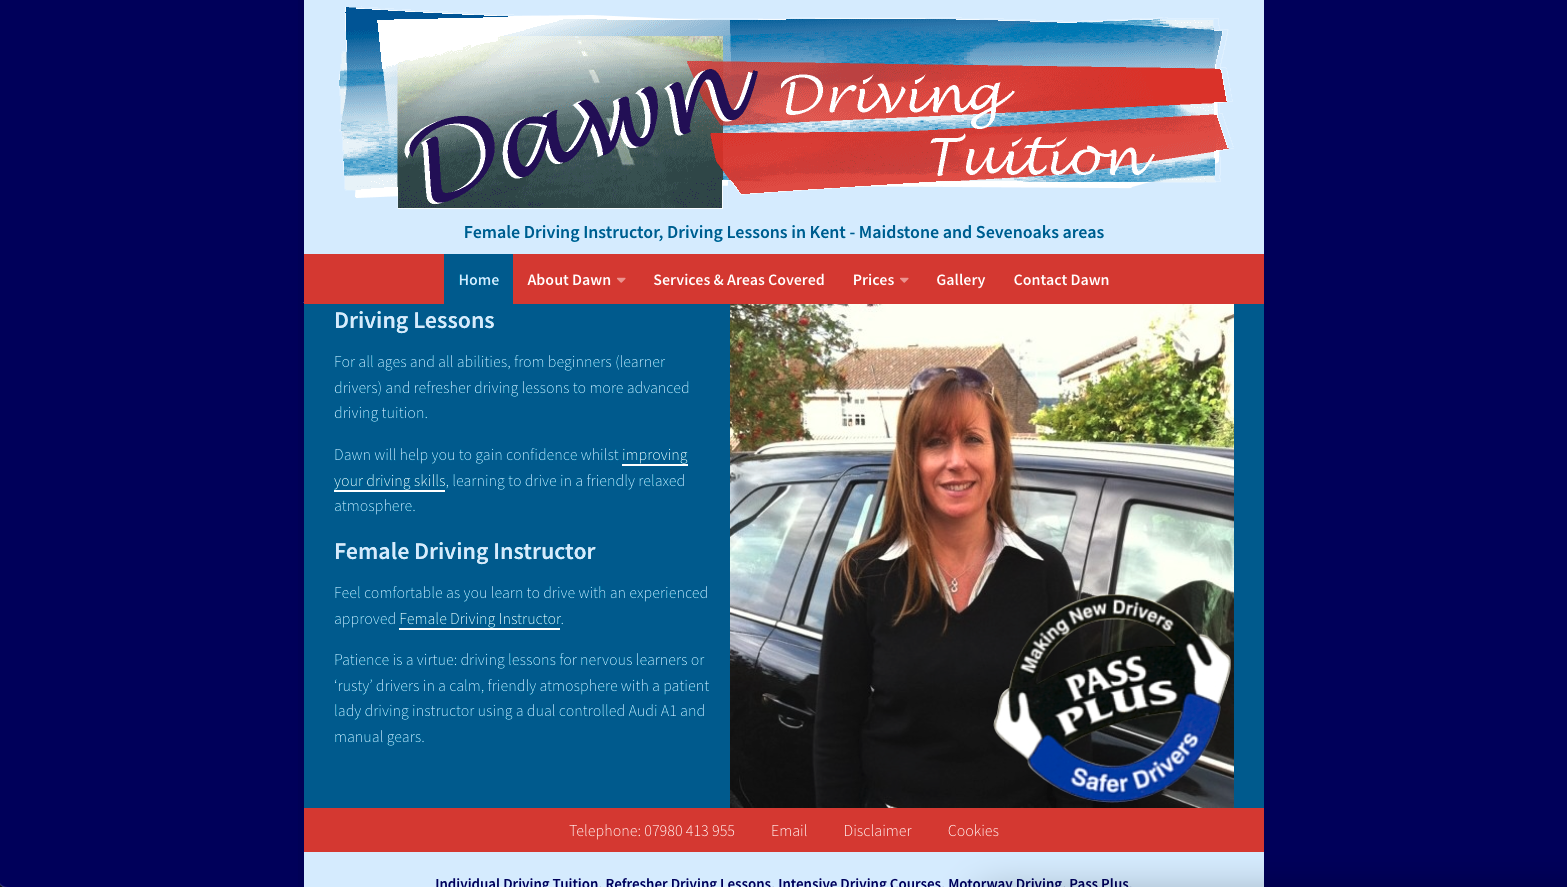 Dawn Driving
Tuition
Female Driving Instructor, Driving Lessons in Kent - Maidstone and Sevenoaks areas
Home About Dawn Services & Areas Covered Prices Gallery Contact Dawn
Driving Lessons
For all ages and all abilities, from beginners (learner
drivers) and refresher driving lessons to more advanced
driving tuition.
Dawn will help you to gain confidence whilst improving
your driving skills, learning to drive in a friendly relaxed
atmosphere.
Female Driving Instructor
Feel comfortable as you learn to drive with an experienced
approved Female Driving Instructor.
Patience is a virtue: driving lessons for nervous learners or
‘rusty’ drivers in a calm, friendly atmosphere with a patient
lady driving instructor using a dual controlled Audi A1 and
manual gears.
Making New Drivers
PASS
PLUS
Safer Drivers
Telephone: 07980 413 955 Email Disclaimer Cookies
Individual Driving Tuition, Refresher Driving Lessons, Intensive Driving Courses, Motorway Driving, Pass Plus,